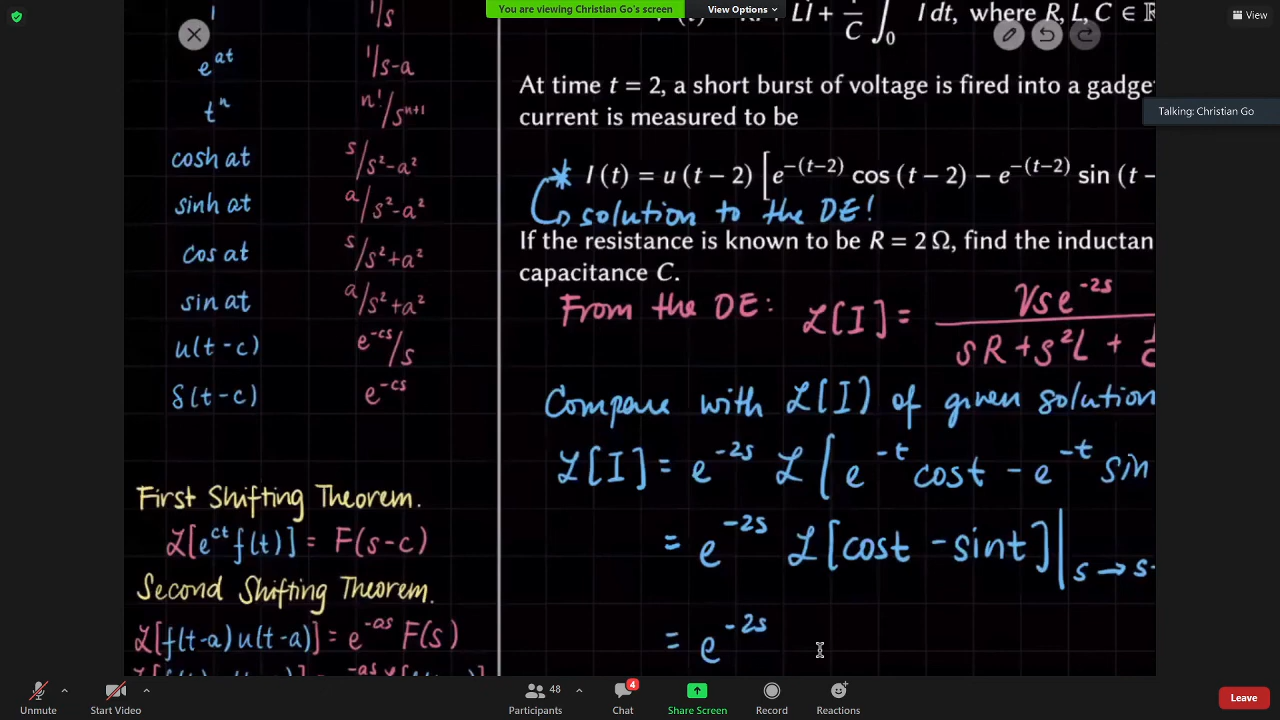 You are viewing Christian Go's screen View Options View
Talking: Christian Go
1 1/s
e^{at} 1/s-a
t^n n!/s^{n+1}
cosh at s/s²-a²
sinh at a/s²-a²
cos at s/s²+a²
sin at a/s²+a²
u(t-c) e^{-cs}/s
δ(t-c) e^{-cs}
First Shifting Theorem.
ℒ[e^{ct}f(t)] = F(s-c)
Second Shifting Theorem.
ℒ[f(t-a)u(t-a)] = e^{-as} F(s)
Lİ + 1/C ∫₀ I dt, where R, L, C ∈ ℝ
At time t = 2, a short burst of voltage is fired into a gadge
current is measured to be
* I (t) = u (t − 2) [e^{−(t−2)} cos (t − 2) − e^{−(t−2)} sin (t −
↳ solution to the DE!
If the resistance is known to be R = 2 Ω, find the inductan
capacitance C.
From the DE: ℒ[I] = Vse^{-2s} / sR + s²L +
Compare with ℒ[I] of given solution
ℒ[I] = e^{-2s} ℒ[e^{-t} cost - e^{-t} sin
= e^{-2s} ℒ[cost - sint]|s→s
= e^{-2s}
Unmute Start Video 48 Participants 4 Chat Share Screen Record Reactions Leave